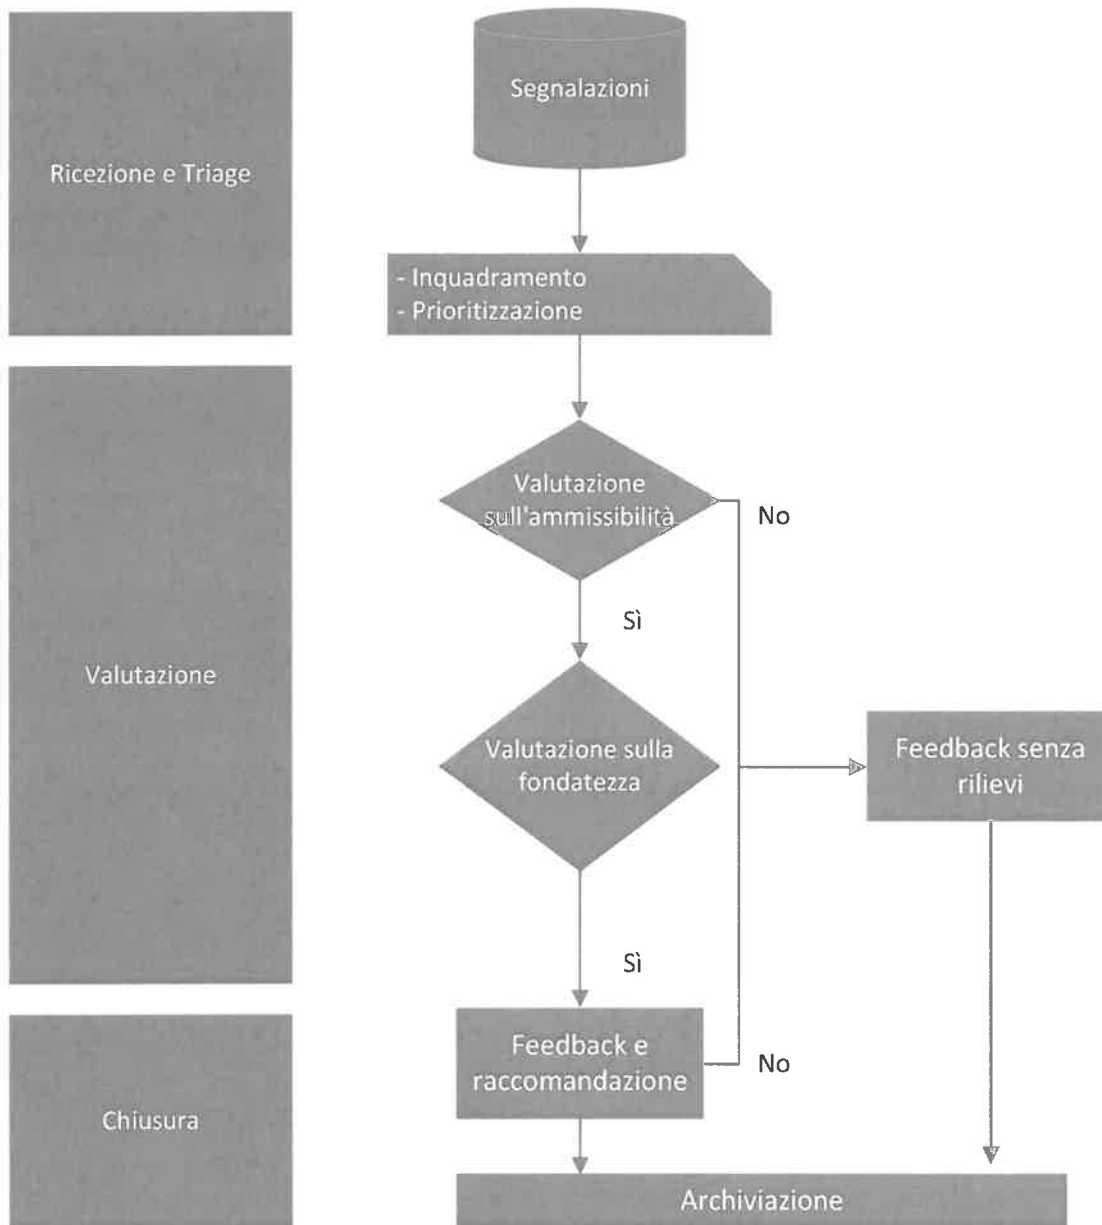 Segnalazioni
Ricezione e Triage
- Inquadramento
- Prioritizzazione
Valutazione
sull'ammissibilità
No
Sì
Valutazione
Valutazione sulla
fondatezza
Feedback senza
rilievi
Sì
Feedback e
raccomandazione
No
Chiusura
Archiviazione